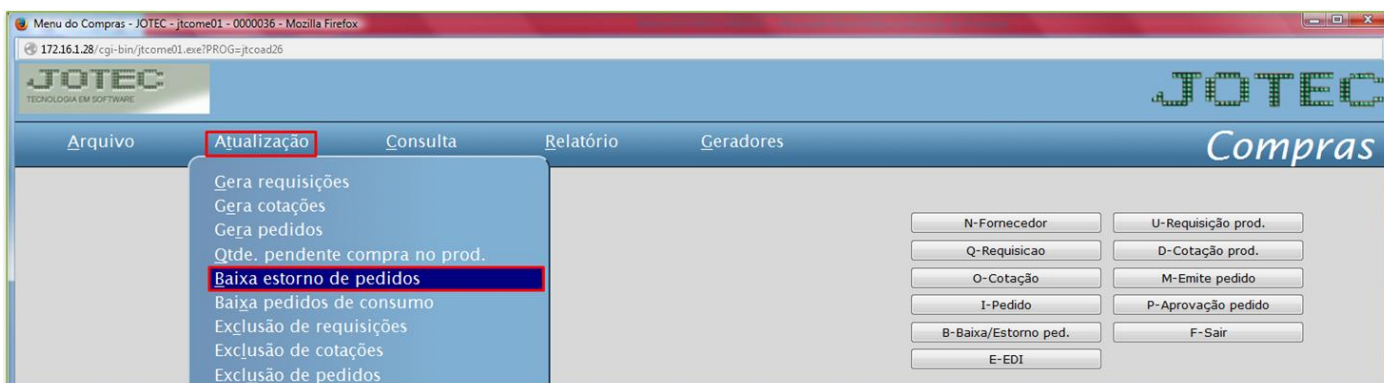 Menu do Compras - JOTEC - jtcome01 - 0000036 - Mozilla Firefox
172.16.1.28/cgi-bin/jtcome01.exe?PROG=jtcoad26
JOTEC
TECNOLOGIA EM SOFTWARE
JOTEC
Arquivo Atualização Consulta Relatório Geradores Compras
Gera requisições
Gera cotações
Gera pedidos
Qtde. pendente compra no prod.
Baixa estorno de pedidos
Baixa pedidos de consumo
Exclusão de requisições
Exclusão de cotações
Exclusão de pedidos
N-Fornecedor U-Requisição prod.
Q-Requisicao D-Cotação prod.
O-Cotação M-Emite pedido
I-Pedido P-Aprovação pedido
B-Baixa/Estorno ped. F-Sair
E-EDI